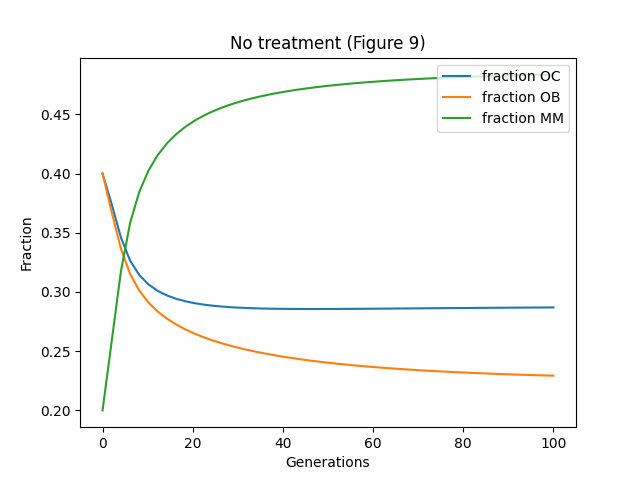 No treatment (Figure 9)
fraction OC
fraction OB
fraction MM
Fraction
0.45
0.40
0.35
0.30
0.25
0.20
0 20 40 60 80 100
Generations